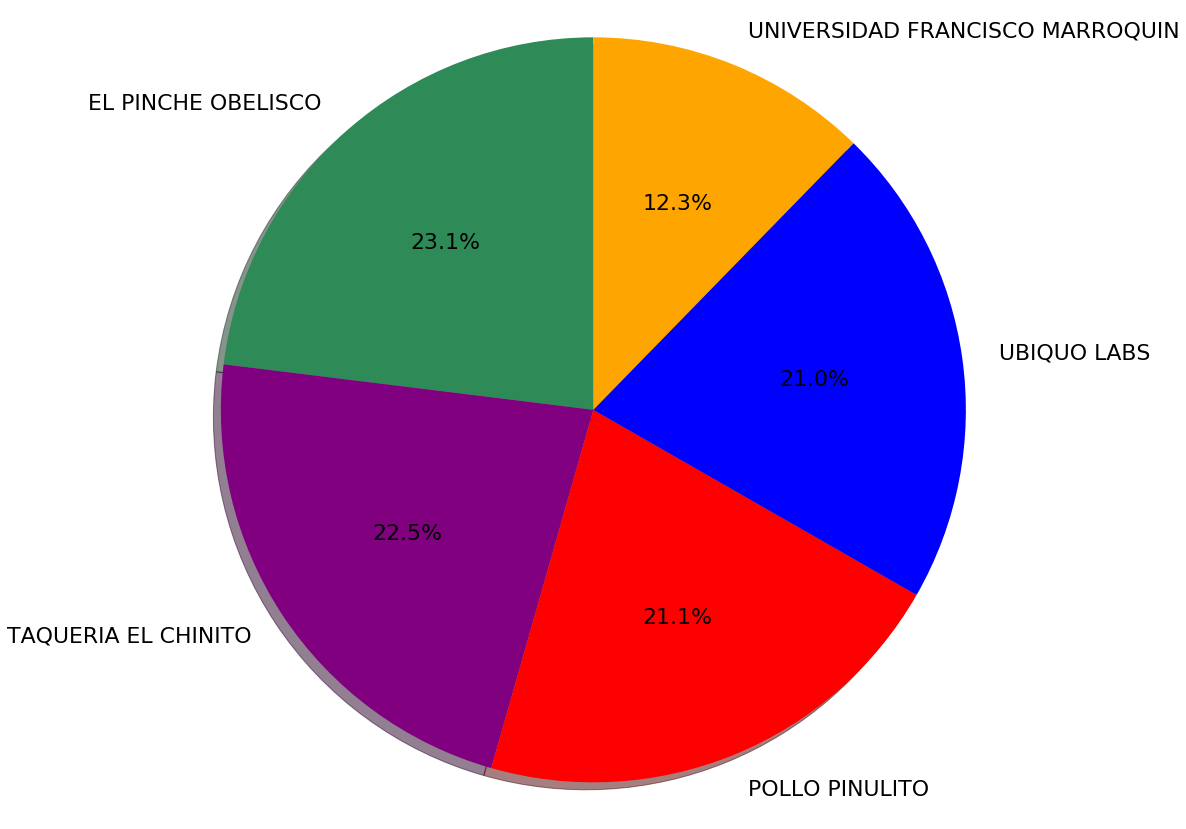 UNIVERSIDAD FRANCISCO MARROQUIN
EL PINCHE OBELISCO
12.3%
23.1%
UBIQUO LABS
21.0%
22.5%
21.1%
TAQUERIA EL CHINITO
POLLO PINULITO